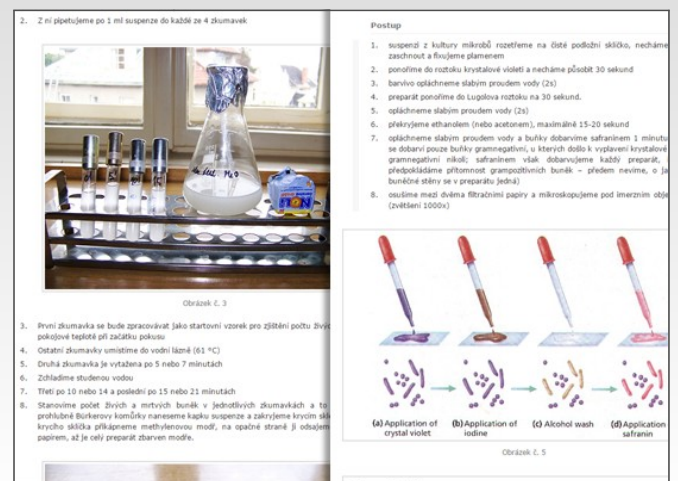 2. Z ní pipetujeme po 1 ml suspenze do každé ze 4 zkumavek
Obrázek č. 3
3. První zkumavka se bude zpracovávat jako startovní vzorek pro zjištění počtu
pokojové teplotě při začátku pokusu
4. Ostatní zkumavky umístíme do vodní lázně (61 °C)
5. Druhá zkumavka je vytažena po 5 nebo 7 minutách
6. Zchladíme studenou vodou
7. Třetí po 10 nebo 14 a poslední po 15 nebo 21 minutách
8. Stanovíme počet živých a mrtvých buněk v jednotlivých zkumavkách a to
prohlubně Bürkerovy komůrky naneseme kapku suspenze a zakryjeme krycím
krycího sklíčka přikápneme methylenovou modř, na opačné straně ji odsajem
papírem, až je celý preparát zbarven modře.
Postup
1. suspenzi z kultury mikrobů rozetřeme na čisté podložní sklíčko, necháme
zaschnout a fixujeme plamenem
2. ponoříme do roztoku krystalové violeti a necháme působit 30 sekund
3. barvivo opláchneme slabým proudem vody (2s)
4. preparát ponoříme do Lugolova roztoku na 30 sekund.
5. opláchneme slabým proudem vody (2s)
6. překryjeme ethanolem (nebo acetonem), maximálně 15-20 sekund
7. opláchneme slabým proudem vody a buňky dobarvíme safraninem 1 minutu
se dobarví pouze buňky gramnegativní, u kterých došlo k vyplavení krystalové
gramnegativní nikoli; safraninem však dobarvujeme každý preparát,
předpokládáme přítomnost grampozitivních buněk – předem nevíme, o ja
buněčné stěny se v preparátu jedná)
8. osušíme mezi dvěma filtračními papíry a mikroskopujeme pod imerzním obje
(zvětšení 1000x)
(a) Application of
crystal violet
(b) Application of
iodine
(c) Alcohol wash
(d) Application
safranin
Obrázek č. 5